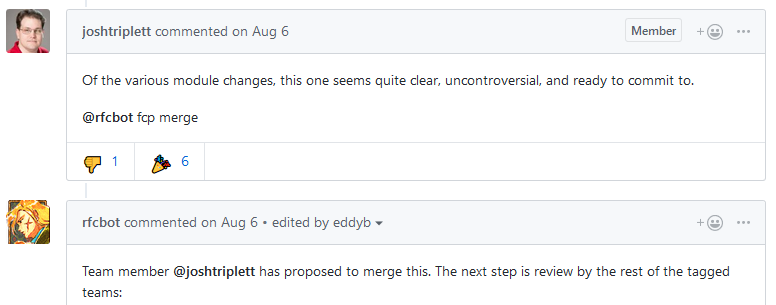 joshtriplett commented on Aug 6
Member
Of the various module changes, this one seems quite clear, uncontroversial, and ready to commit to.
@rfcbot fcp merge
1
6
rfcbot commented on Aug 6 • edited by eddyb
Team member @joshtriplett has proposed to merge this. The next step is review by the rest of the tagged
teams: